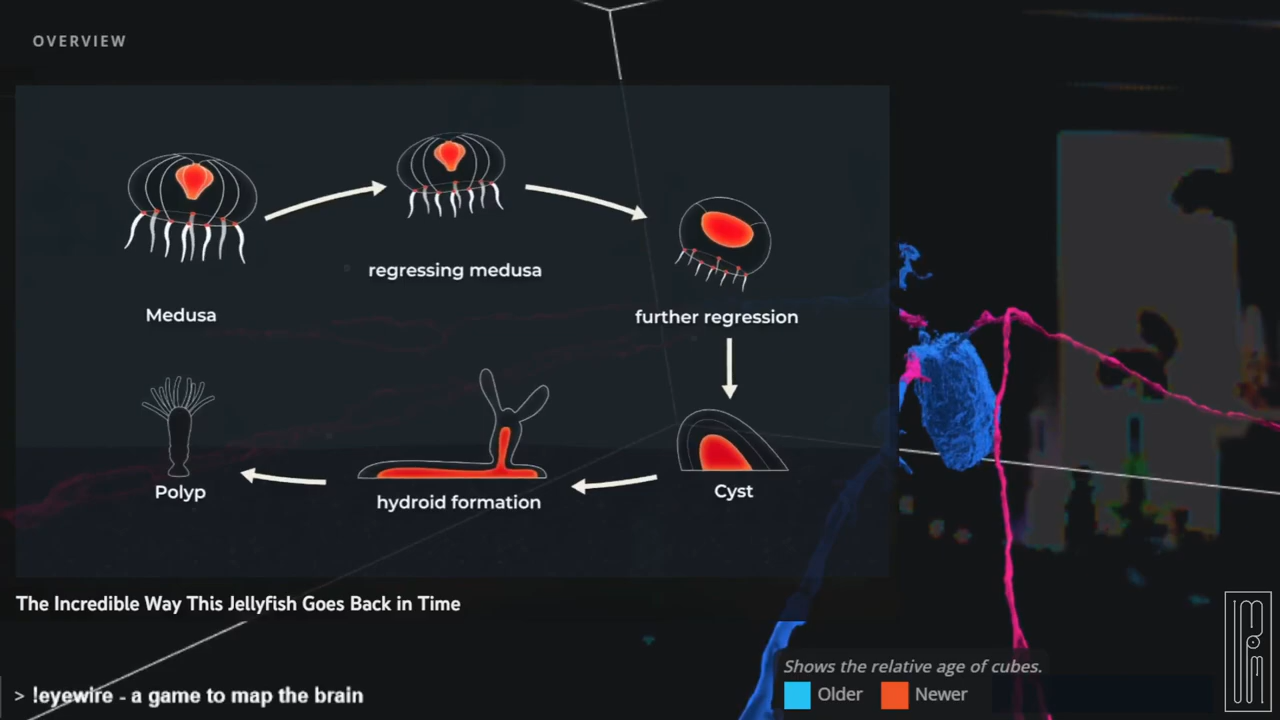 OVERVIEW
Medusa
regressing medusa
further regression
Polyp
hydroid formation
Cyst
The Incredible Way This Jellyfish Goes Back in Time
> !eyewire - a game to map the brain
Shows the relative age of cubes.
Older Newer